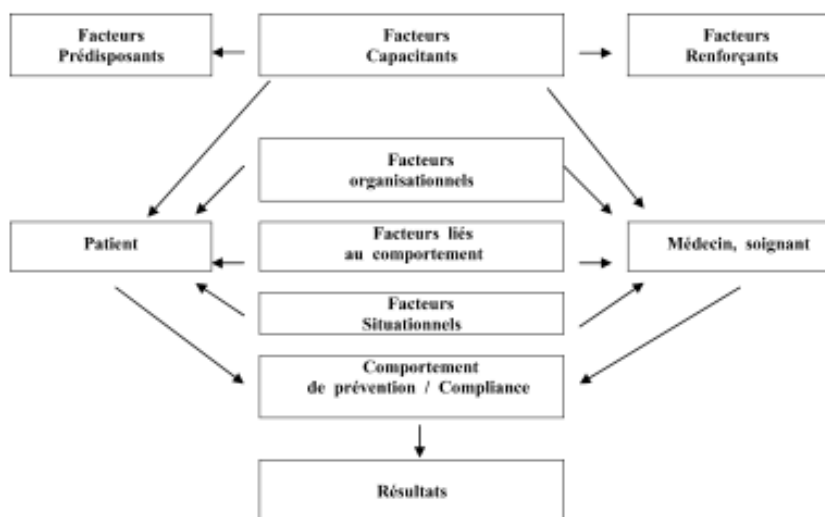 Facteurs
Prédisposants
Facteurs
Capacitants
Facteurs
Renforçants
Facteurs
organisationnels
Patient
Facteurs liés
au comportement
Médecin, soignant
Facteurs
Situationnels
Comportement
de prévention / Compliance
Résultats